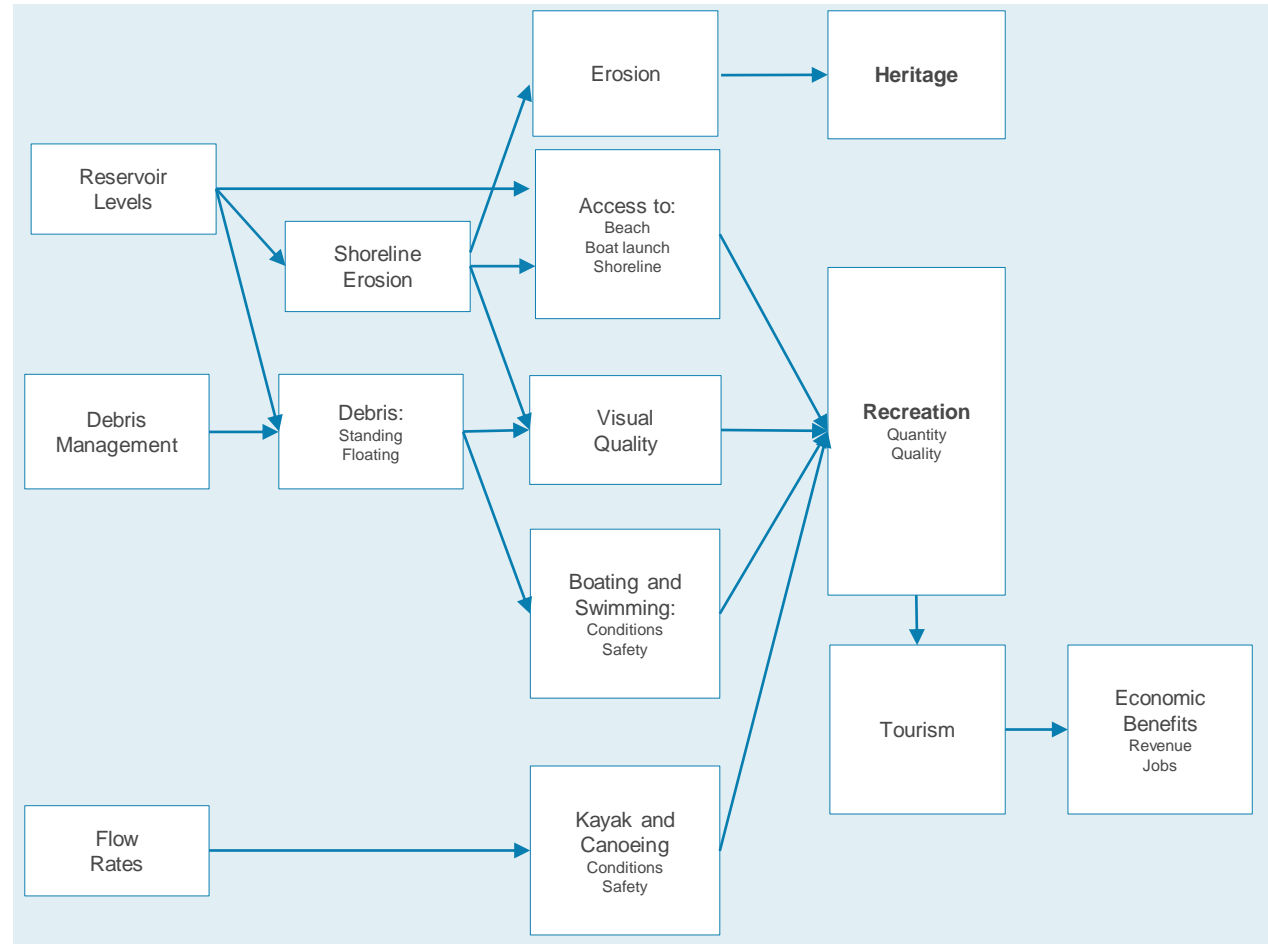 Erosion
Heritage
Reservoir
Levels
Access to:
Beach
Boat launch
Shoreline
Shoreline
Erosion
Debris
Management
Debris:
Standing
Floating
Visual
Quality
Recreation
Quantity
Quality
Boating and
Swimming:
Conditions
Safety
Tourism
Economic
Benefits
Revenue
Jobs
Flow
Rates
Kayak and
Canoeing
Conditions
Safety